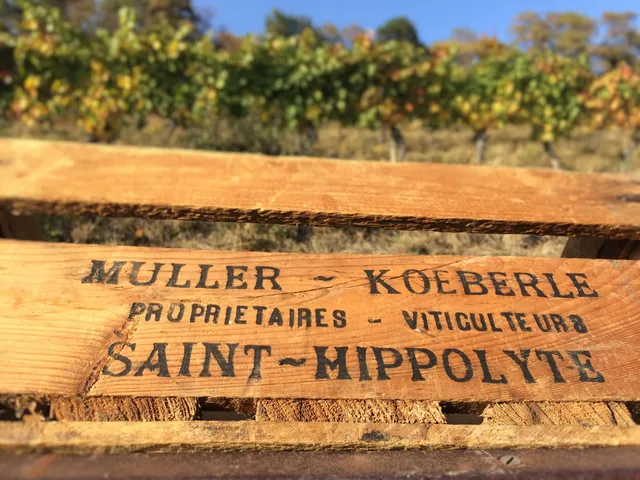 MULLER ~ KOEBERLE
PROPRIETAIRES - VITICULTEURS
SAINT~HIPPOLYTE